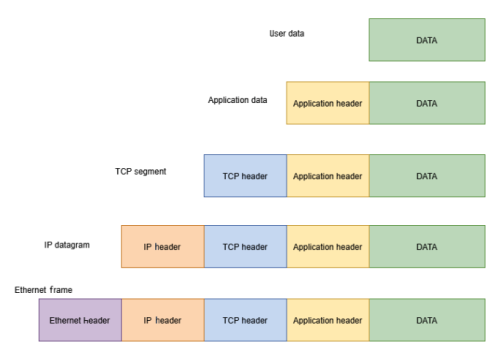 User data
DATA
Application data
Application header
DATA
TCP segment
TCP header
Application header
DATA
IP datagram
IP header
TCP header
Application header
DATA
Ethernet frame
Ethernet header
IP header
TCP header
Application header
DATA